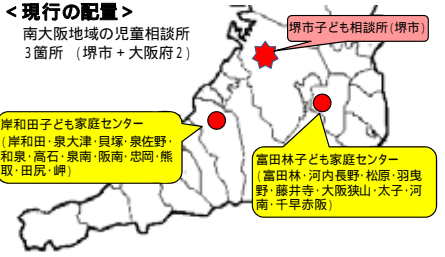 ＜現行の配置＞
南大阪地域の児童相談所
3箇所 (堺市＋大阪府2)
堺市子ども相談所(堺市)
岸和田子ども家庭センター
(岸和田･泉大津･貝塚･泉佐野･
和泉･高石･泉南･阪南･忠岡･熊
取･田尻･岬)
富田林子ども家庭センター
(富田林･河内長野･松原･羽曳
野･藤井寺･大阪狭山･太子･河
南･千早赤阪)